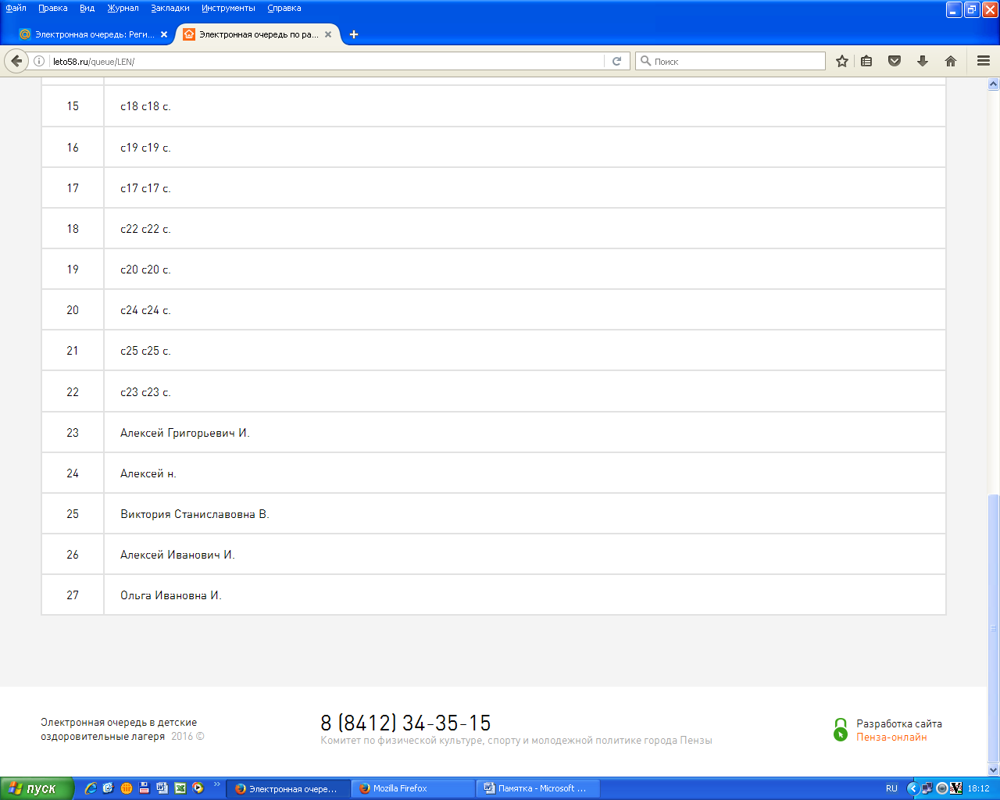 Файл Правка Вид Журнал Закладки Инструменты Справка
Электронная очередь: Реги... Электронная очередь по ра...
leto58.ru/queue/LEN/ Поиск
15 с18 с18 с.
16 с19 с19 с.
17 с17 с17 с.
18 с22 с22 с.
19 с20 с20 с.
20 с24 с24 с.
21 с25 с25 с.
22 с23 с23 с.
23 Алексей Григорьевич И.
24 Алексей н.
25 Виктория Станиславовна В.
26 Алексей Иванович И.
27 Ольга Ивановна И.
Электронная очередь в детские
оздоровительные лагеря 2016 ©
8 (8412) 34-35-15
Комитет по физической культуре, спорту и молодежной политике города Пензы
Разработка сайта
Пенза-онлайн
пуск Электронная очере... Mozilla Firefox Памятка - Microsoft ... RU 18:12